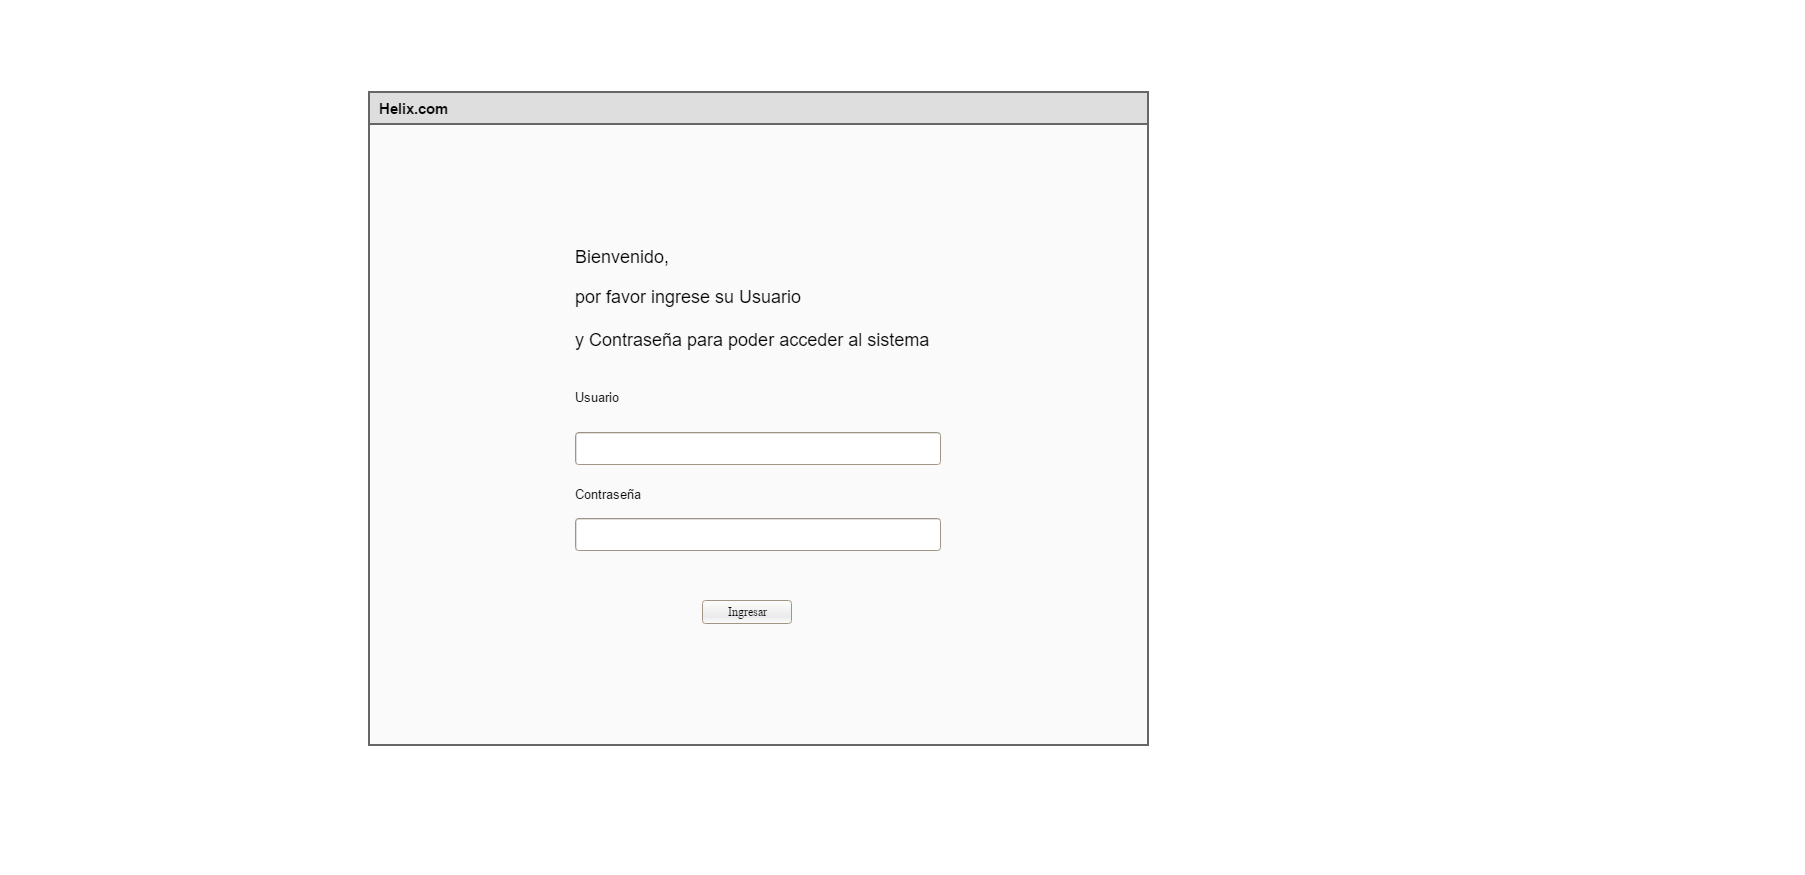 Helix.com
Bienvenido,
por favor ingrese su Usuario
y Contraseña para poder acceder al sistema
Usuario
Contraseña
Ingresar